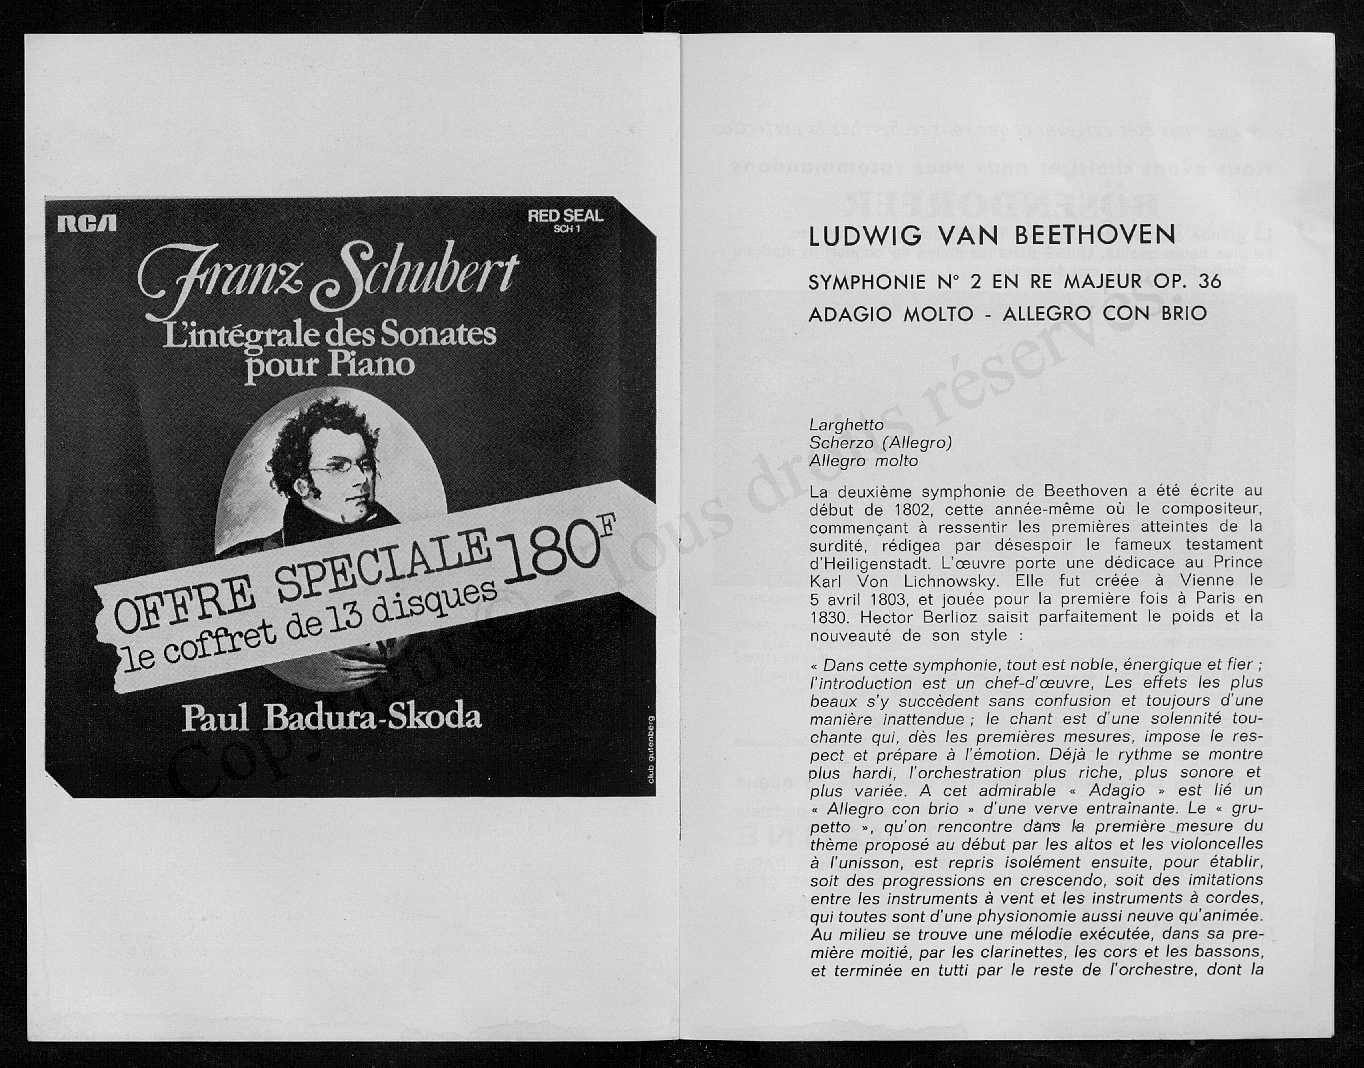 RCA
RED SEAL
SCH 1
Franz Schubert
L'intégrale des Sonates
pour Piano
OFFRE SPECIALE 180F
le coffret de 13 disques
Paul Badura-Skoda
club gutenberg
LUDWIG VAN BEETHOVEN
SYMPHONIE N° 2 EN RE MAJEUR OP. 36
ADAGIO MOLTO - ALLEGRO CON BRIO
Larghetto
Scherzo (Allegro)
Allegro molto
La deuxième symphonie de Beethoven a été écrite au
début de 1802, cette année-même où le compositeur,
commençant à ressentir les premières atteintes de la
surdité, rédigea par désespoir le fameux testament
d'Heiligenstadt. L'œuvre porte une dédicace au Prince
Karl Von Lichnowsky. Elle fut créée à Vienne le
5 avril 1803, et jouée pour la première fois à Paris en
1830. Hector Berlioz saisit parfaitement le poids et la
nouveauté de son style :
« Dans cette symphonie, tout est noble, énergique et fier ;
l'introduction est un chef-d'œuvre, Les effets les plus
beaux s'y succèdent sans confusion et toujours d'une
manière inattendue ; le chant est d'une solennité tou-
chante qui, dès les premières mesures, impose le res-
pect et prépare à l'émotion. Déjà le rythme se montre
plus hardi, l'orchestration plus riche, plus sonore et
plus variée. A cet admirable « Adagio » est lié un
« Allegro con brio » d'une verve entraînante. Le « gru-
petto », qu'on rencontre dans la première mesure du
thème proposé au début par les altos et les violoncelles
à l'unisson, est repris isolément ensuite, pour établir,
soit des progressions en crescendo, soit des imitations
entre les instruments à vent et les instruments à cordes,
qui toutes sont d'une physionomie aussi neuve qu'animée.
Au milieu se trouve une mélodie exécutée, dans sa pre-
mière moitié, par les clarinettes, les cors et les bassons,
et terminée en tutti par le reste de l'orchestre, dont la
Copyright © Tous droits réservés.